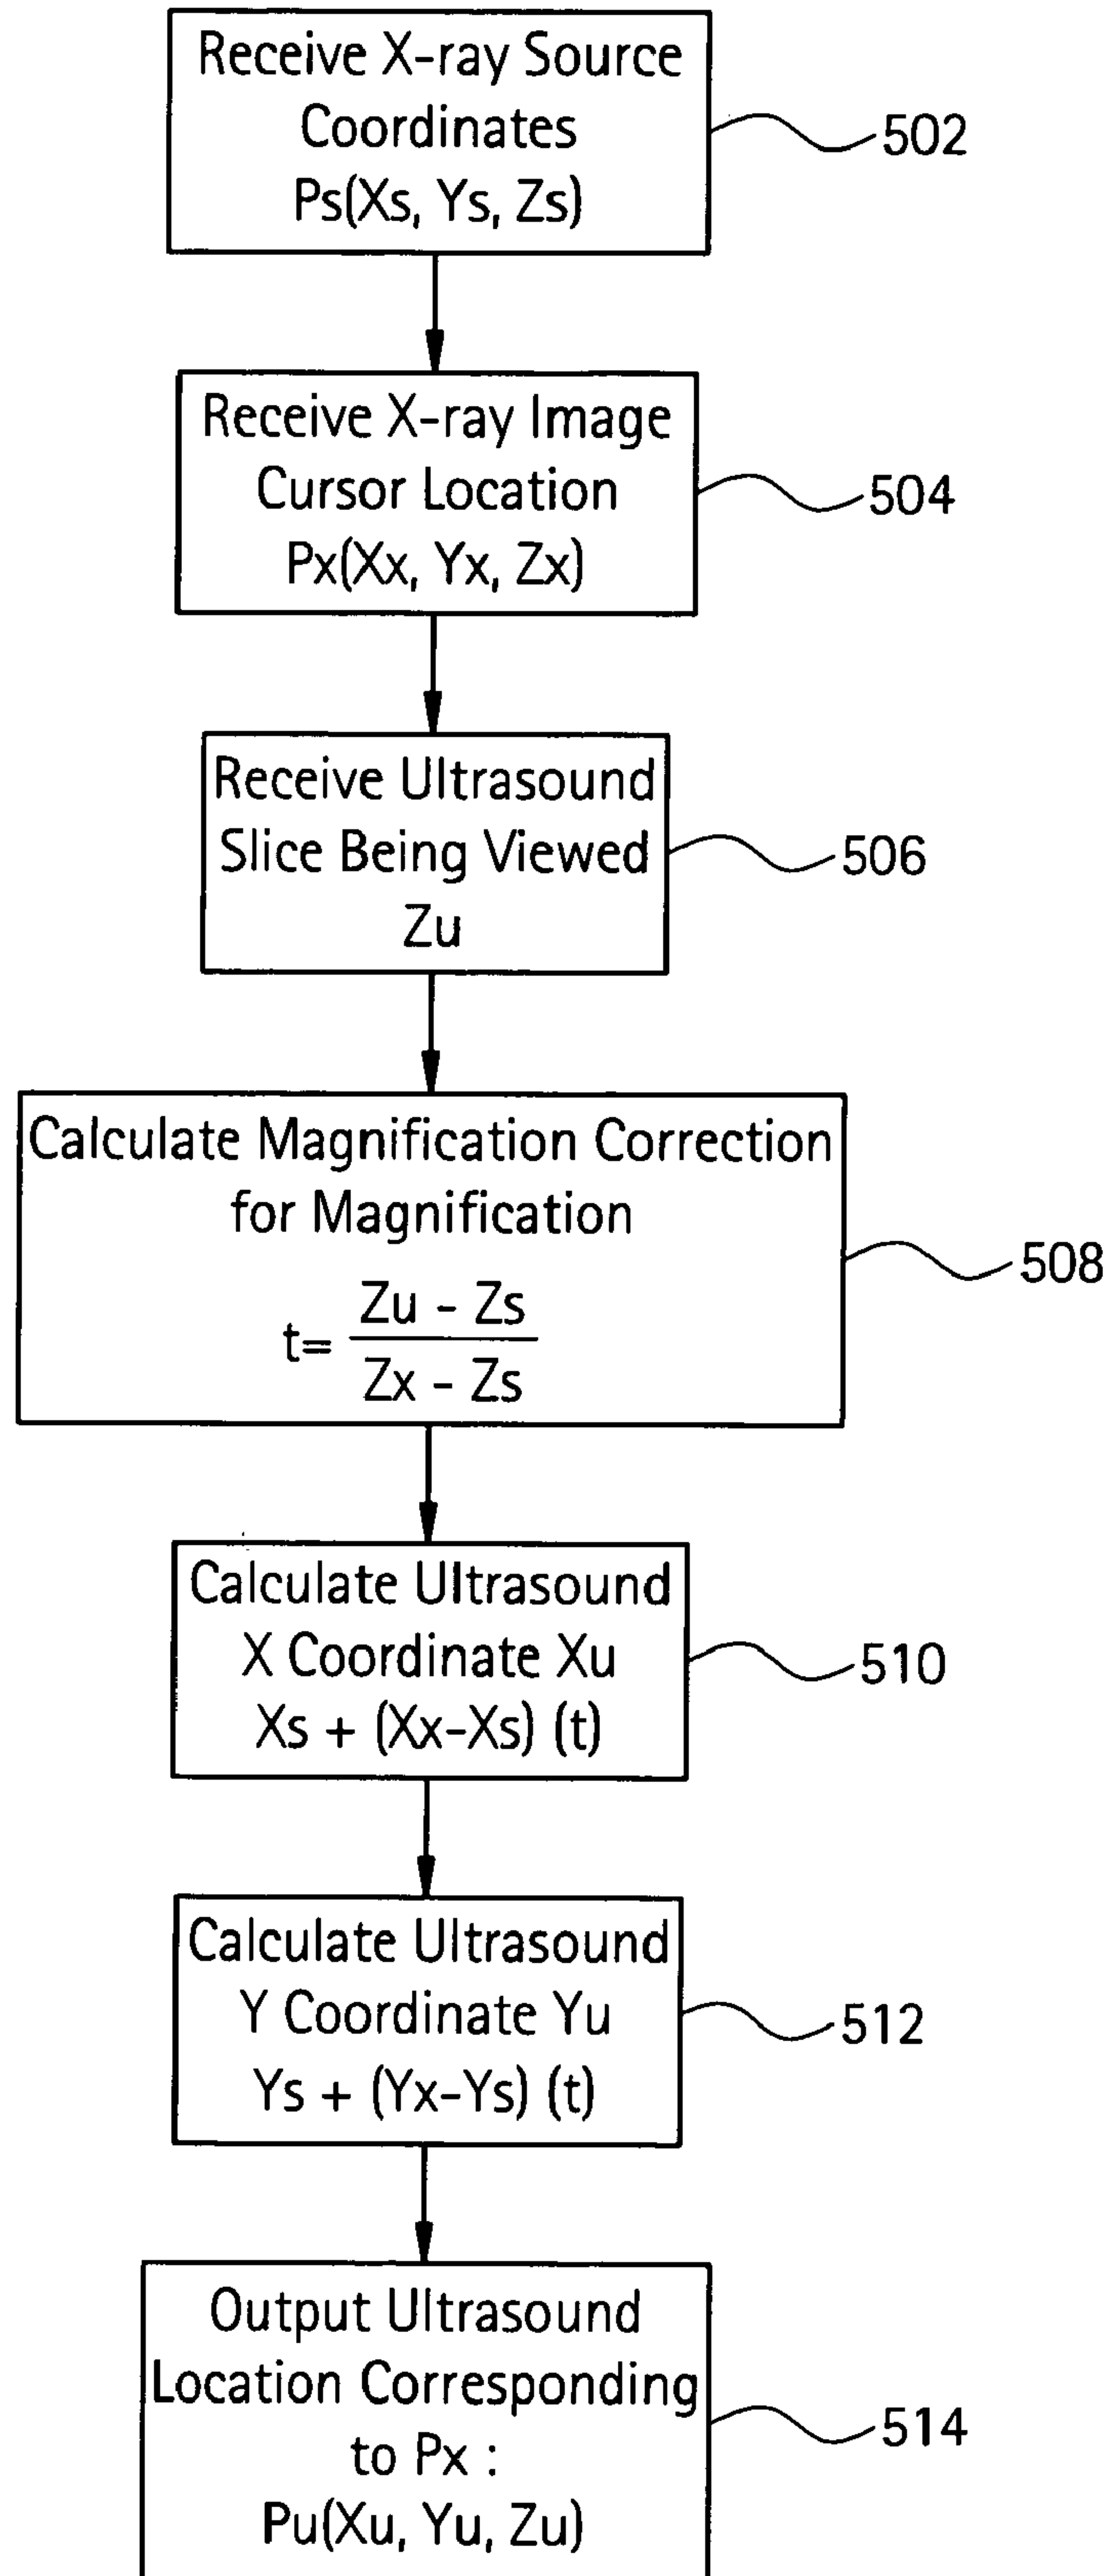 Receive X-ray Source
Coordinates
Ps(Xs, Ys, Zs)
502
Receive X-ray Image
Cursor Location
Px(Xx, Yx, Zx)
504
Receive Ultrasound
Slice Being Viewed
Zu
506
Calculate Magnification Correction
for Magnification
t= Zu - Zs
Zx - Zs
508
Calculate Ultrasound
X Coordinate Xu
Xs + (Xx-Xs) (t)
510
Calculate Ultrasound
Y Coordinate Yu
Ys + (Yx-Ys) (t)
512
Output Ultrasound
Location Corresponding
to Px :
Pu(Xu, Yu, Zu)
514